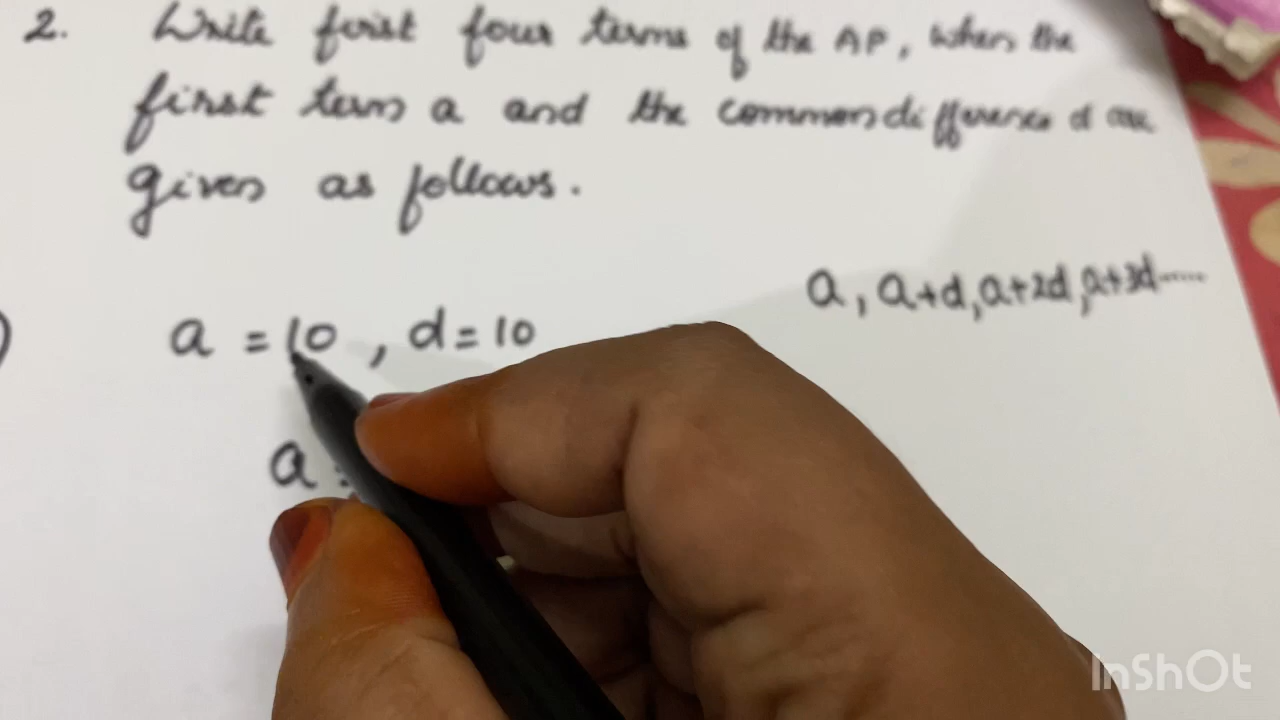 2. Write first four terms of the AP, when the
first term a and the common difference d are
given as follows.
a, a+d, a+2d, a+3d......
) a = 10, d = 10
a =
InShOt